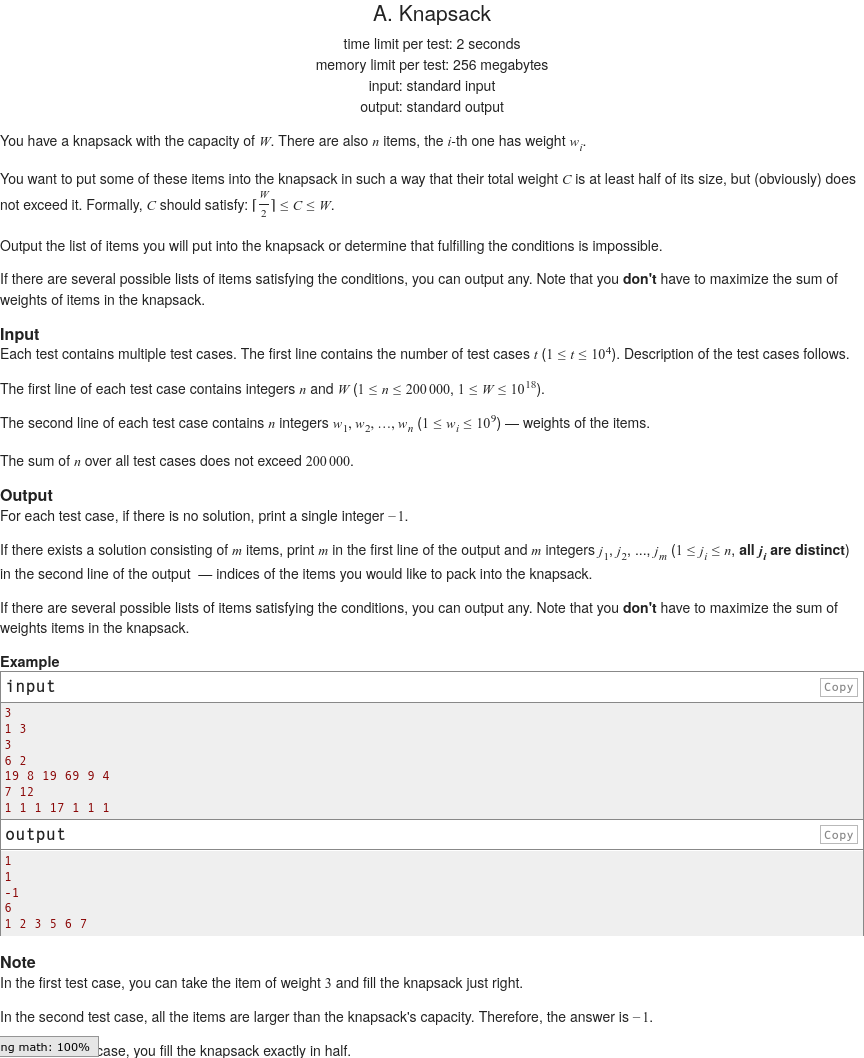 A. Knapsack
time limit per test: 2 seconds
memory limit per test: 256 megabytes
input: standard input
output: standard output
You have a knapsack with the capacity of W. There are also n items, the i-th one has weight w_i.
You want to put some of these items into the knapsack in such a way that their total weight C is at least half of its size, but (obviously) does
not exceed it. Formally, C should satisfy: ⌈W/2⌉ ≤ C ≤ W.
Output the list of items you will put into the knapsack or determine that fulfilling the conditions is impossible.
If there are several possible lists of items satisfying the conditions, you can output any. Note that you don't have to maximize the sum of
weights of items in the knapsack.
Input
Each test contains multiple test cases. The first line contains the number of test cases t (1 ≤ t ≤ 10^4). Description of the test cases follows.
The first line of each test case contains integers n and W (1 ≤ n ≤ 200 000, 1 ≤ W ≤ 10^18).
The second line of each test case contains n integers w_1, w_2, …, w_n (1 ≤ w_i ≤ 10^9) — weights of the items.
The sum of n over all test cases does not exceed 200 000.
Output
For each test case, if there is no solution, print a single integer −1.
If there exists a solution consisting of m items, print m in the first line of the output and m integers j_1, j_2, ..., j_m (1 ≤ j_i ≤ n, all j_i are distinct)
in the second line of the output — indices of the items you would like to pack into the knapsack.
If there are several possible lists of items satisfying the conditions, you can output any. Note that you don't have to maximize the sum of
weights items in the knapsack.
Example
input Copy
3
1 3
3
6 2
19 8 19 69 9 4
7 12
1 1 1 17 1 1 1
output Copy
1
1
-1
6
1 2 3 5 6 7
Note
In the first test case, you can take the item of weight 3 and fill the knapsack just right.
In the second test case, all the items are larger than the knapsack's capacity. Therefore, the answer is −1.
ng math: 100% case, you fill the knapsack exactly in half.